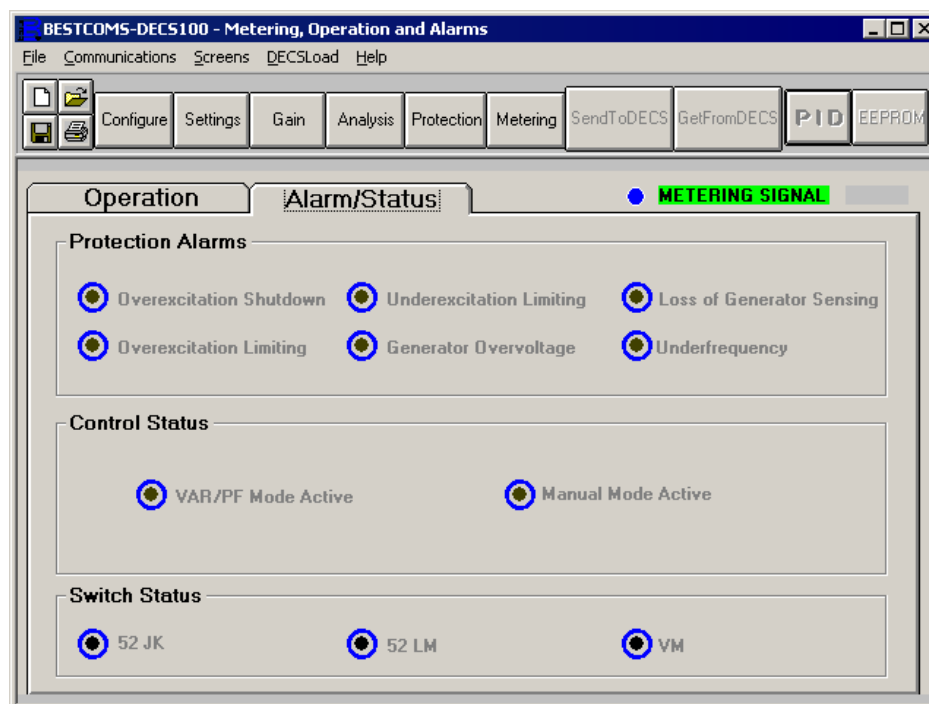 BESTCOMS-DECS100 - Metering, Operation and Alarms
File Communications Screens DECSLoad Help
Configure Settings Gain Analysis Protection Metering SendToDECS GetFromDECS PID EEPROM
Operation Alarm/Status METERING SIGNAL
Protection Alarms
Overexcitation Shutdown Underexcitation Limiting Loss of Generator Sensing
Overexcitation Limiting Generator Overvoltage Underfrequency
Control Status
VAR/PF Mode Active Manual Mode Active
Switch Status
52 JK 52 LM VM